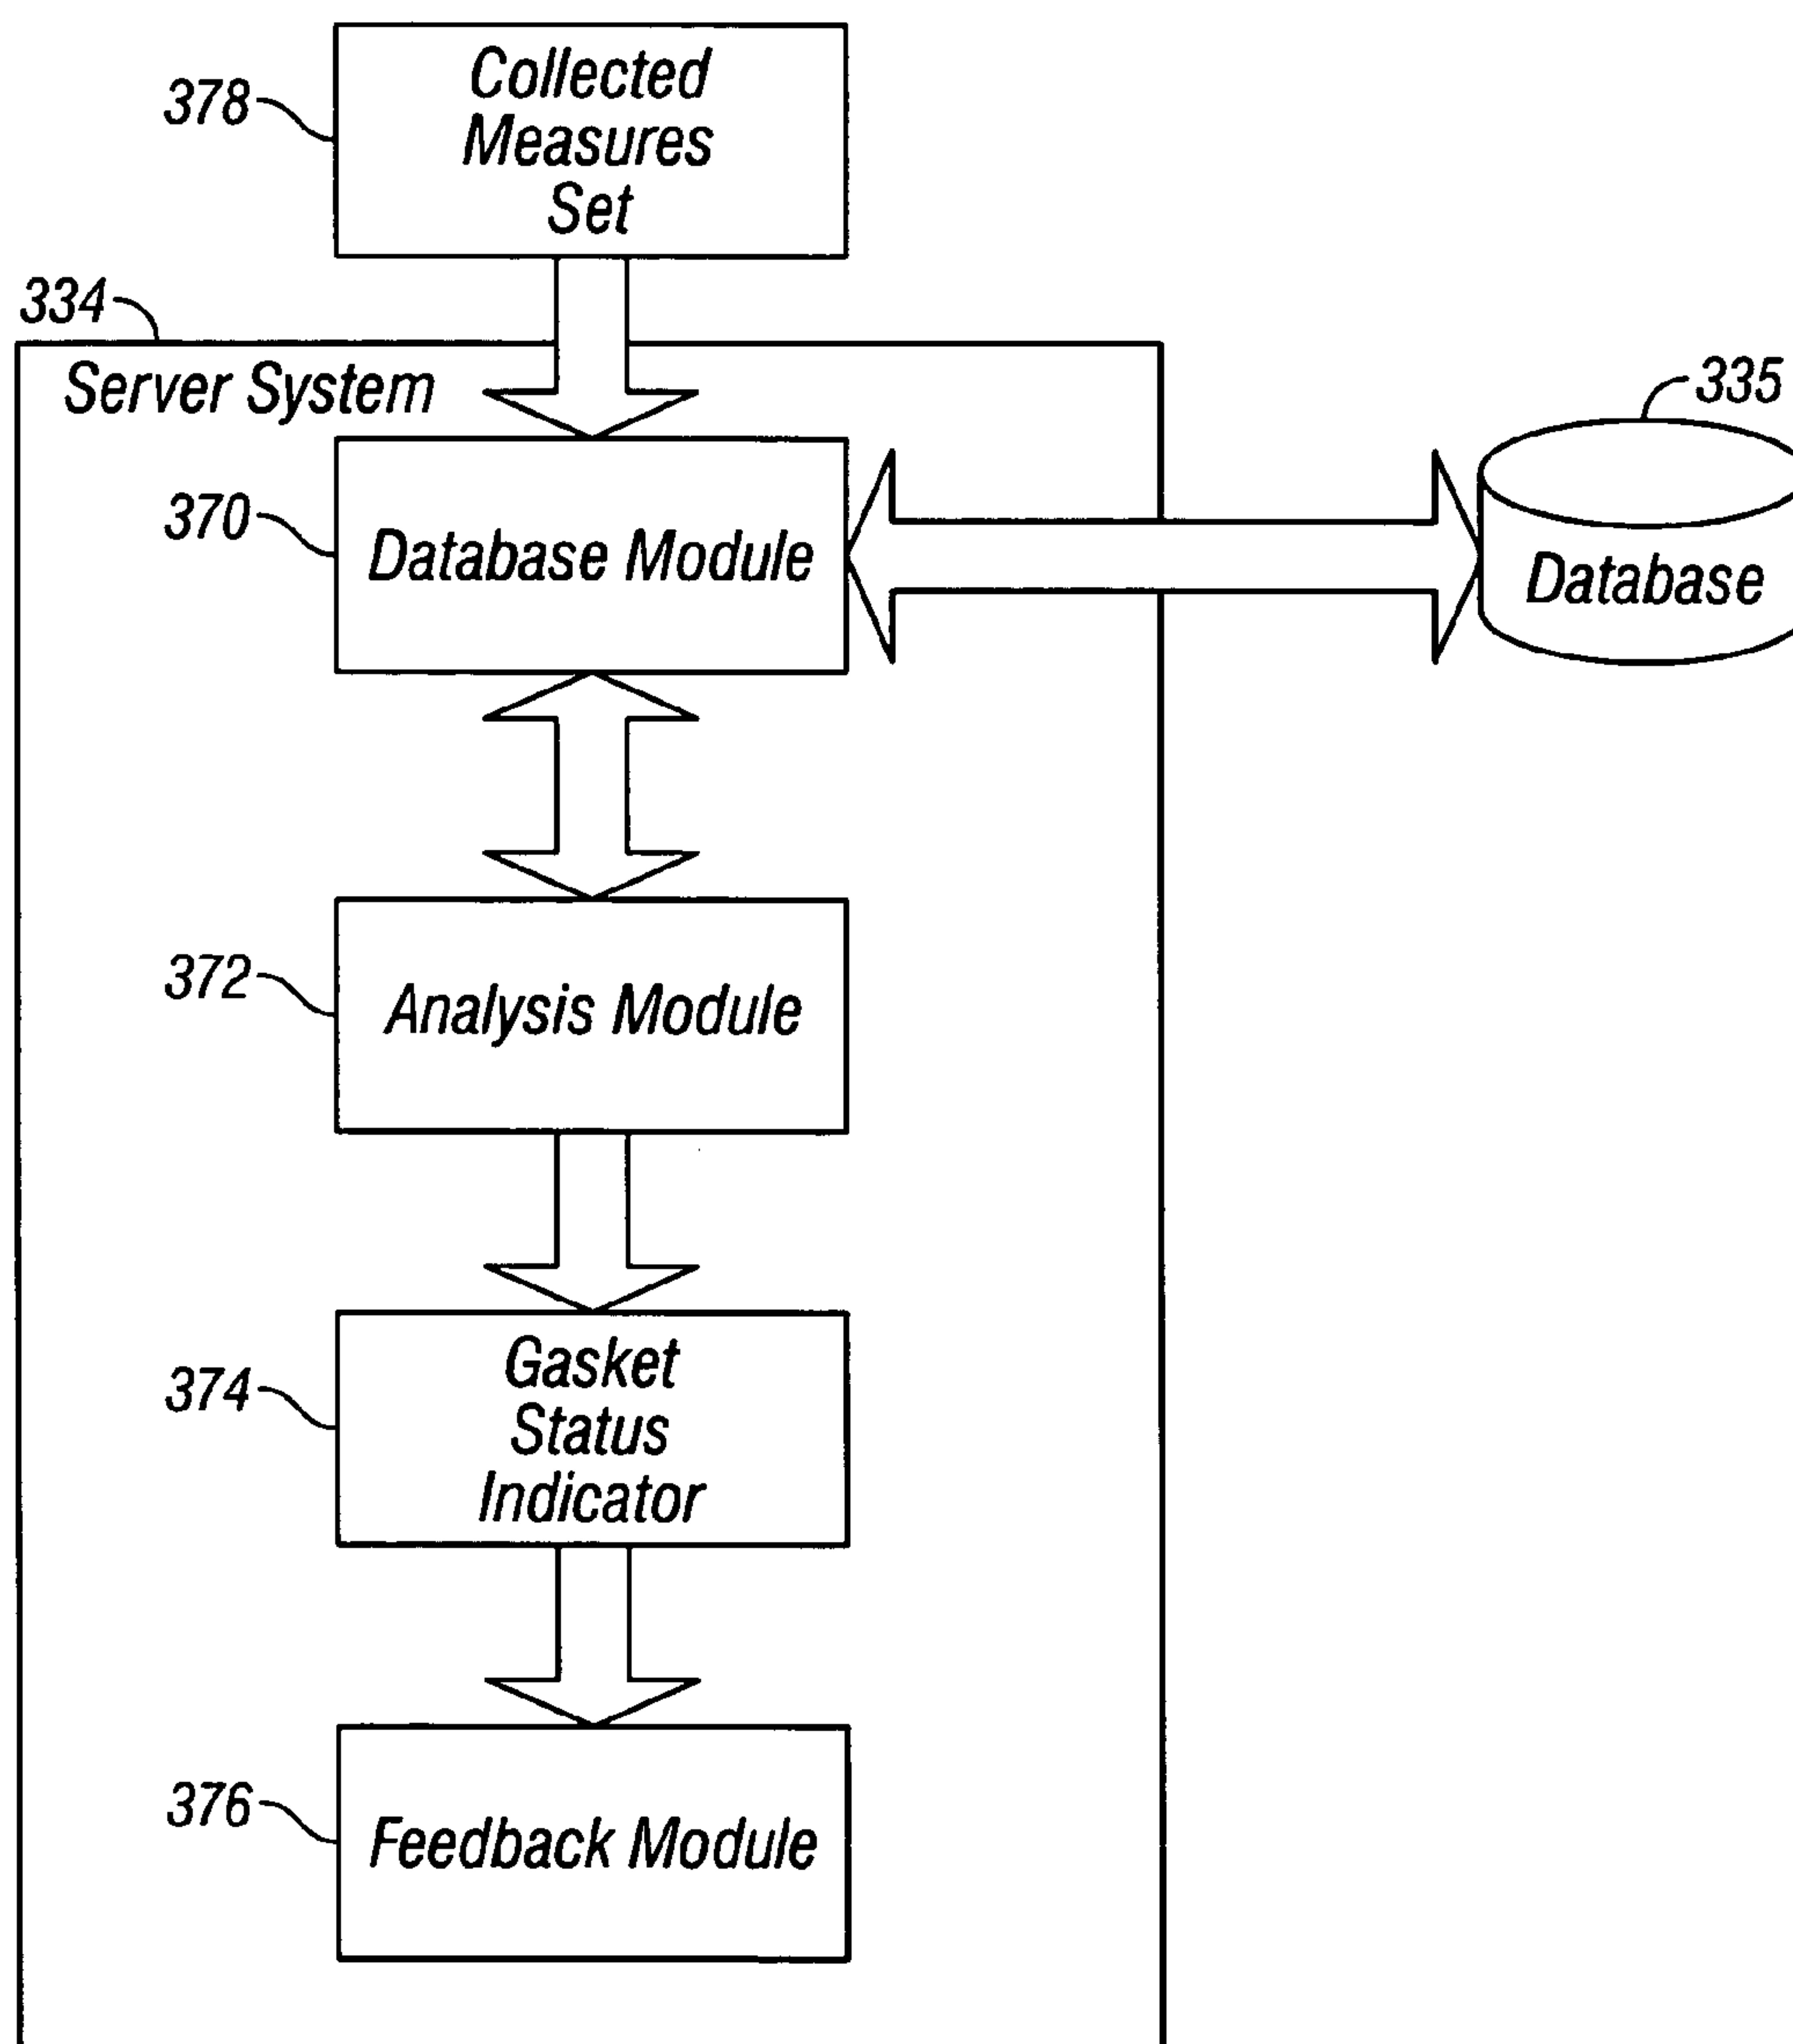 378
Collected
Measures
Set
334
Server System
335
370
Database Module
Database
372
Analysis Module
374
Gasket
Status
Indicator
376
Feedback Module